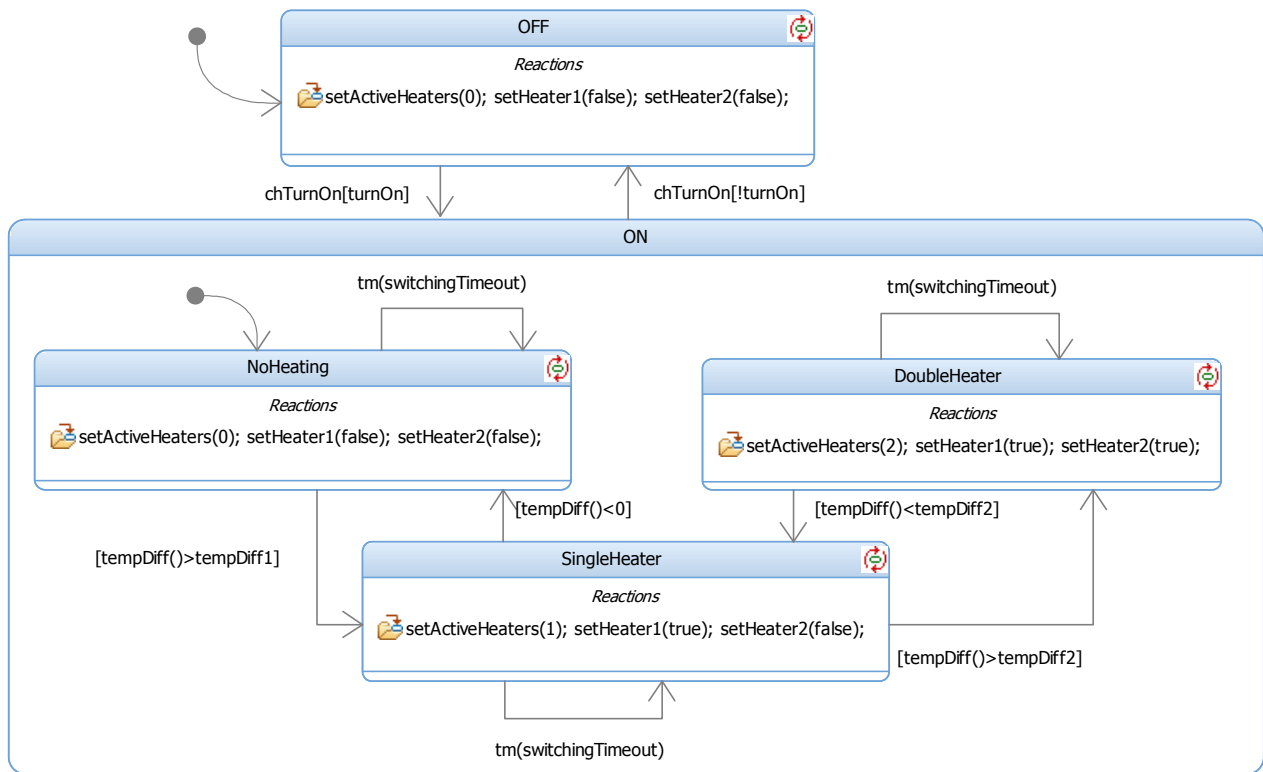 OFF
Reactions
setActiveHeaters(0); setHeater1(false); setHeater2(false);
chTurnOn[turnOn]
chTurnOn[!turnOn]
ON
tm(switchingTimeout)
tm(switchingTimeout)
NoHeating
Reactions
setActiveHeaters(0); setHeater1(false); setHeater2(false);
DoubleHeater
Reactions
setActiveHeaters(2); setHeater1(true); setHeater2(true);
[tempDiff()<0]
[tempDiff()<tempDiff2]
[tempDiff()>tempDiff1]
SingleHeater
Reactions
setActiveHeaters(1); setHeater1(true); setHeater2(false);
[tempDiff()>tempDiff2]
tm(switchingTimeout)